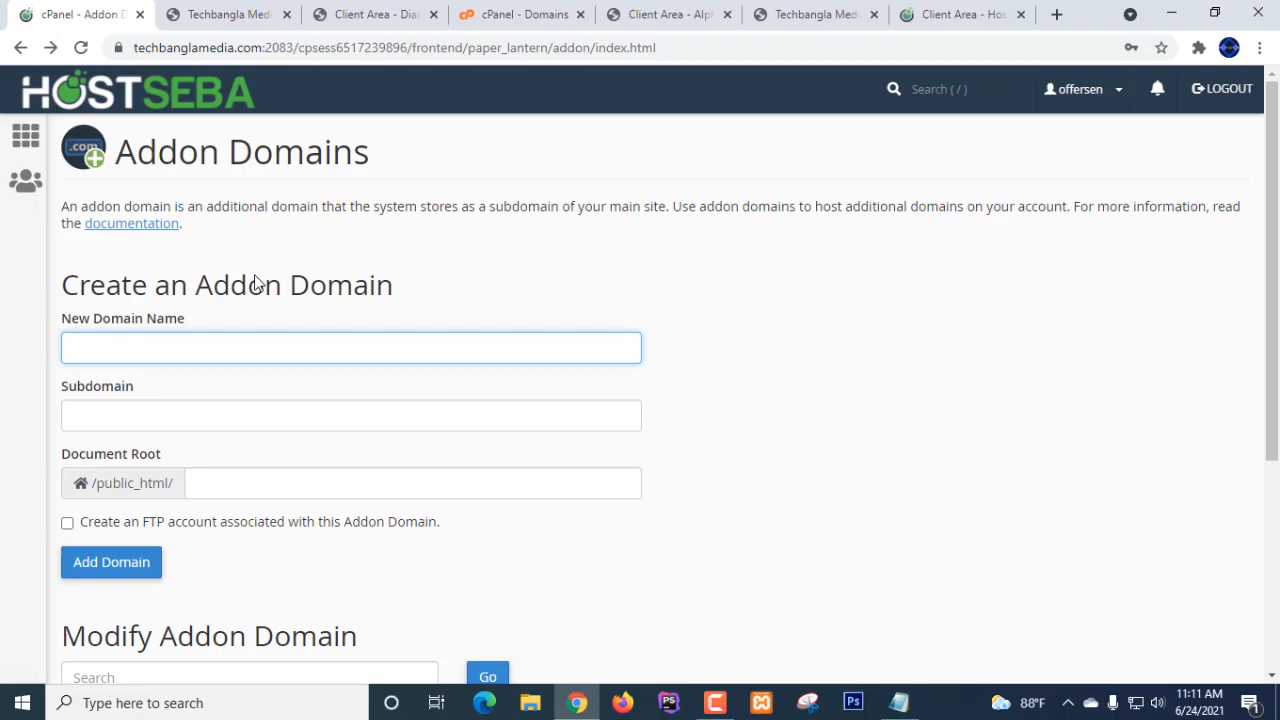 cPanel - Addon D
Techbangla Med
Client Area - Dia
cPanel - Domains
Client Area - Alp
Techbangla Med
Client Area - Hos
techbanglamedia.com:2083/cpsess6517239896/frontend/paper_lantern/addon/index.html
HOSTSEBA
Search ( / )
offersen
LOGOUT
.com
Addon Domains
An addon domain is an additional domain that the system stores as a subdomain of your main site. Use addon domains to host additional domains on your account. For more information, read
the documentation.
Create an Addon Domain
New Domain Name
Subdomain
Document Root
/public_html/
Create an FTP account associated with this Addon Domain.
Add Domain
Modify Addon Domain
Search
Go
Type here to search
PS
Ps
88°F
11:11 AM
6/24/2021
1